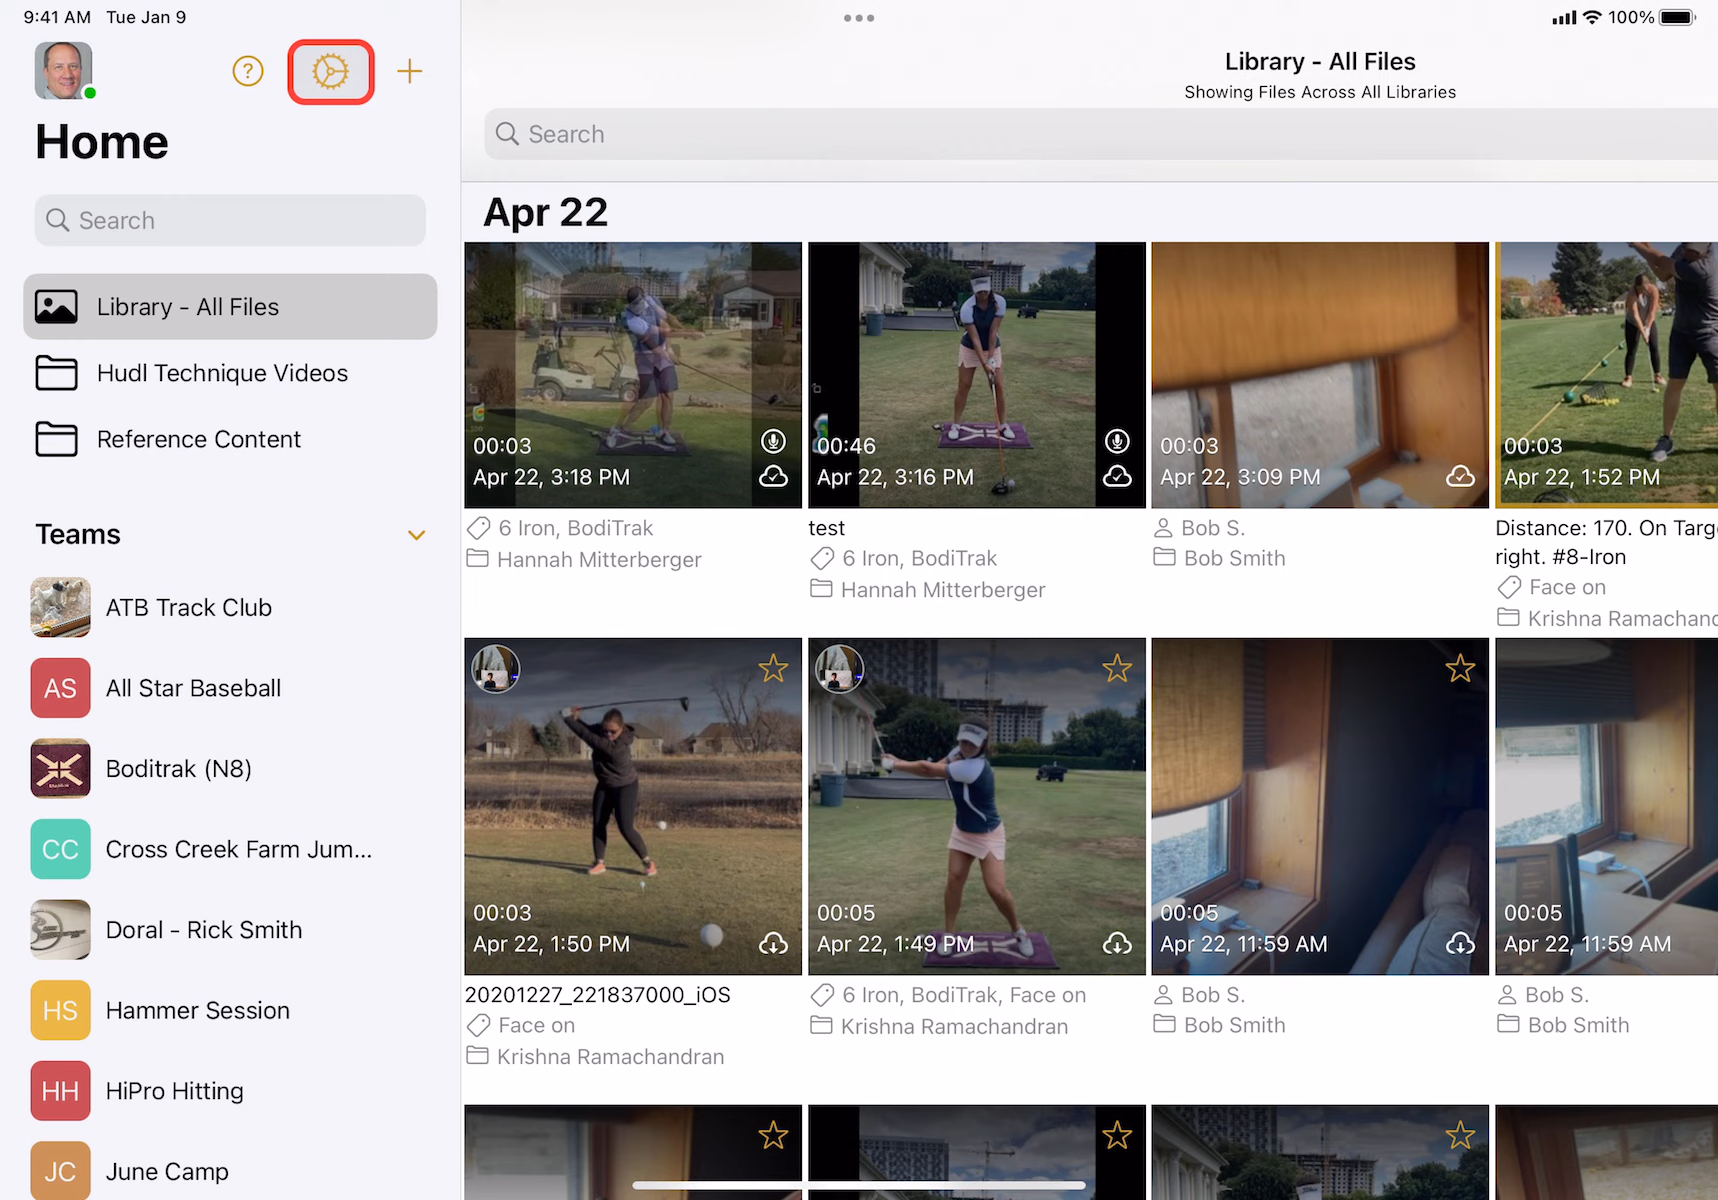 9:41 AM Tue Jan 9
100%
Home
Search
Library - All Files
Hudl Technique Videos
Reference Content
Teams
ATB Track Club
AS All Star Baseball
Boditrak (N8)
CC Cross Creek Farm Jum...
Doral - Rick Smith
HS Hammer Session
HH HiPro Hitting
JC June Camp
Library - All Files
Showing Files Across All Libraries
Search
Apr 22
00:03
Apr 22, 3:18 PM
6 Iron, BodiTrak
Hannah Mitterberger
00:46
Apr 22, 3:16 PM
test
6 Iron, BodiTrak
Hannah Mitterberger
00:03
Apr 22, 3:09 PM
Bob S.
Bob Smith
00:03
Apr 22, 1:52 PM
Distance: 170. On Targ
right. #8-Iron
Face on
Krishna Ramachand
00:03
Apr 22, 1:50 PM
20201227_221837000_iOS
Face on
Krishna Ramachandran
00:05
Apr 22, 1:49 PM
6 Iron, BodiTrak, Face on
Krishna Ramachandran
00:05
Apr 22, 11:59 AM
Bob S.
Bob Smith
00:05
Apr 22, 11:59 AM
Bob S.
Bob Smith